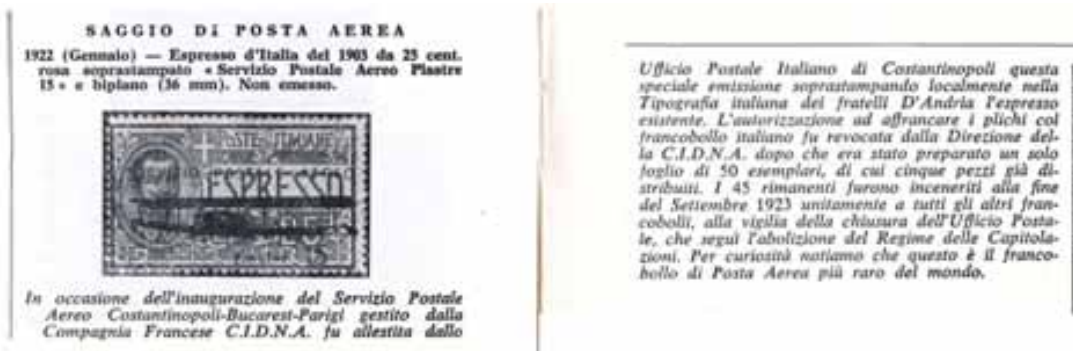 SAGGIO DI POSTA AEREA
1922 (Gennaio) — Espresso d'Italia del 1903 da 25 cent.
rosa soprastampato « Servizio Postale Aereo Piastre
15 » e biplano (36 mm). Non emesso.
POSTE ITALIANE
ESPRESSO
15
In occasione dell'inaugurazione del Servizio Postale
Aereo Costantinopoli-Bucarest-Parigi gestito dalla
Compagnia Francese C.I.D.N.A. fu allestita dallo
Ufficio Postale Italiano di Costantinopoli questa
speciale emissione soprastampando localmente nella
Tipografia italiana dei fratelli D'Andria l'espresso
esistente. L'autorizzazione ad affrancare i plichi col
francobollo italiano fu revocata dalla Direzione del-
la C.I.D.N.A. dopo che era stato preparato un solo
foglio di 50 esemplari, di cui cinque pezzi già di-
stribuiti. I 45 rimanenti furono inceneriti alla fine
del Settembre 1923 unitamente a tutti gli altri fran-
cobolli, alla vigilia della chiusura dell'Ufficio Posta-
le, che seguì l'abolizione del Regime delle Capitola-
zioni. Per curiosità notiamo che questo è il franco-
bollo di Posta Aerea più raro del mondo.